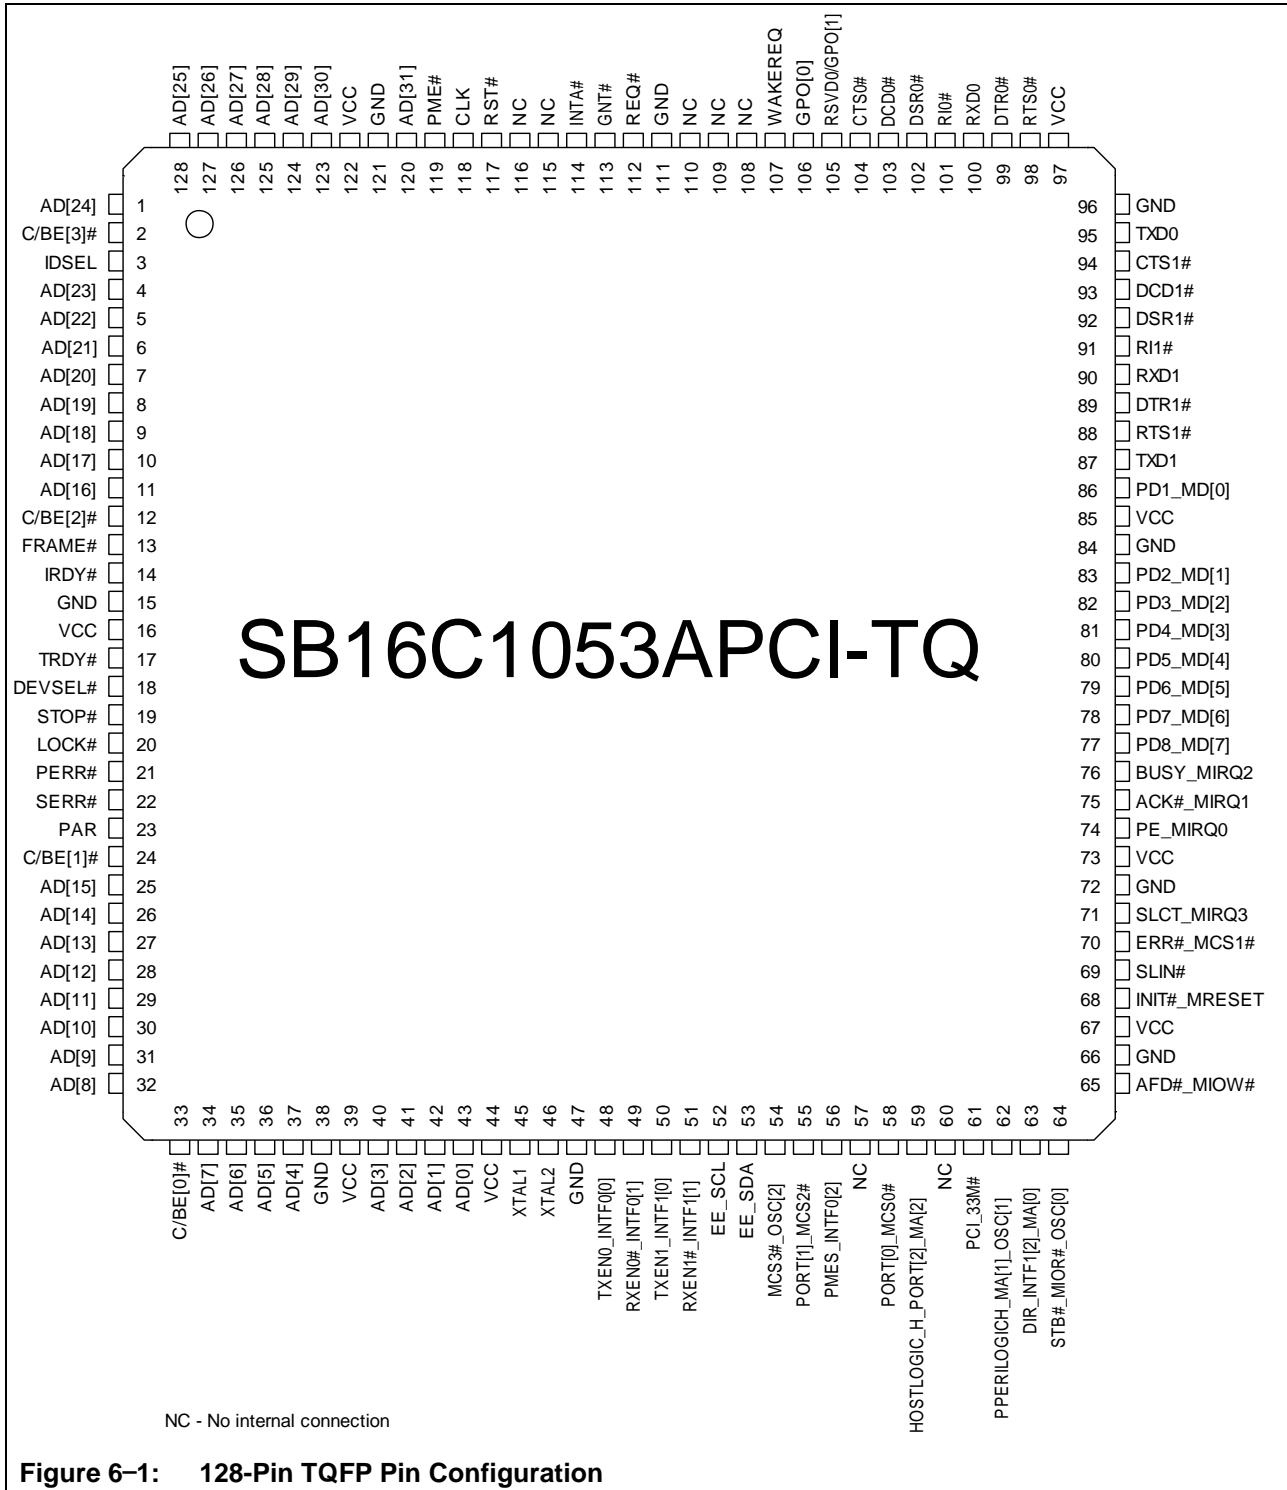 AD[25]
AD[26]
AD[27]
AD[28]
AD[29]
AD[30]
VCC
GND
AD[31]
PME#
CLK
RST#
NC
NC
INTA#
GNT#
REQ#
GND
NC
NC
NC
WAKEREQ
GPO[0]
RSVD0/GPO[1]
CTS0#
DCD0#
DSR0#
RI0#
RXD0
DTR0#
RTS0#
VCC
128
127
126
125
124
123
122
121
120
119
118
117
116
115
114
113
112
111
110
109
108
107
106
105
104
103
102
101
100
99
98
97
AD[24] 1
C/BE[3]# 2
IDSEL 3
AD[23] 4
AD[22] 5
AD[21] 6
AD[20] 7
AD[19] 8
AD[18] 9
AD[17] 10
AD[16] 11
C/BE[2]# 12
FRAME# 13
IRDY# 14
GND 15
VCC 16
TRDY# 17
DEVSEL# 18
STOP# 19
LOCK# 20
PERR# 21
SERR# 22
PAR 23
C/BE[1]# 24
AD[15] 25
AD[14] 26
AD[13] 27
AD[12] 28
AD[11] 29
AD[10] 30
AD[9] 31
AD[8] 32
SB16C1053APCI-TQ
96 GND
95 TXD0
94 CTS1#
93 DCD1#
92 DSR1#
91 RI1#
90 RXD1
89 DTR1#
88 RTS1#
87 TXD1
86 PD1_MD[0]
85 VCC
84 GND
83 PD2_MD[1]
82 PD3_MD[2]
81 PD4_MD[3]
80 PD5_MD[4]
79 PD6_MD[5]
78 PD7_MD[6]
77 PD8_MD[7]
76 BUSY_MIRQ2
75 ACK#_MIRQ1
74 PE_MIRQ0
73 VCC
72 GND
71 SLCT_MIRQ3
70 ERR#_MCS1#
69 SLIN#
68 INIT#_MRESET
67 VCC
66 GND
65 AFD#_MIOW#
33
34
35
36
37
38
39
40
41
42
43
44
45
46
47
48
49
50
51
52
53
54
55
56
57
58
59
60
61
62
63
64
C/BE[0]#
AD[7]
AD[6]
AD[5]
AD[4]
GND
VCC
AD[3]
AD[2]
AD[1]
AD[0]
VCC
XTAL1
XTAL2
GND
TXEN0_INTF0[0]
RXEN0#_INTF0[1]
TXEN1_INTF1[0]
RXEN1#_INTF1[1]
EE_SCL
EE_SDA
MCS3#_OSC[2]
PORT[1]_MCS2#
PMES_INTF0[2]
NC
PORT[0]_MCS0#
HOSTLOGIC_H_PORT[2]_MA[2]
NC
PCI_33M#
PPERILOGICH_MA[1]_OSC[1]
DIR_INTF1[2]_MA[0]
STB#_MIOR#_OSC[0]
NC - No internal connection
Figure 6–1: 128-Pin TQFP Pin Configuration